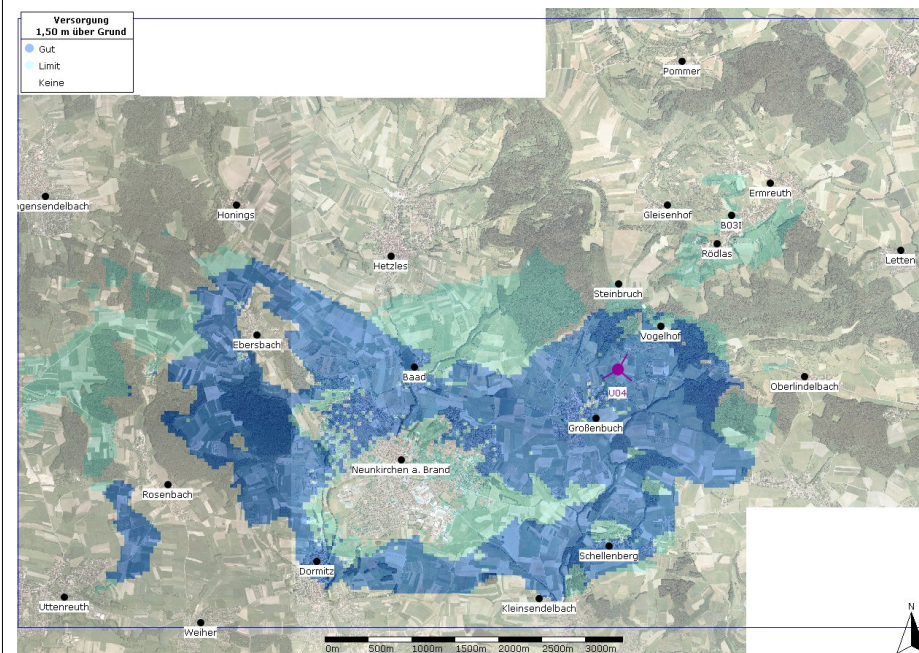 Versorgung
1,50 m über Grund
Gut
Limit
Keine
Pommer
Ermreuth
ngensendelbach
Honings
Gleisenhof
B03I
Rödlas
Hetzles
Letten
Steinbruch
Vogelhof
Ebersbach
Baad
Oberlindelbach
U04
Großenbuch
Neunkirchen a. Brand
Rosenbach
Schellenberg
Dormitz
Uttenreuth
Kleinsendelbach
Weiher
N
0m 500m 1000m 1500m 2000m 2500m 3000m